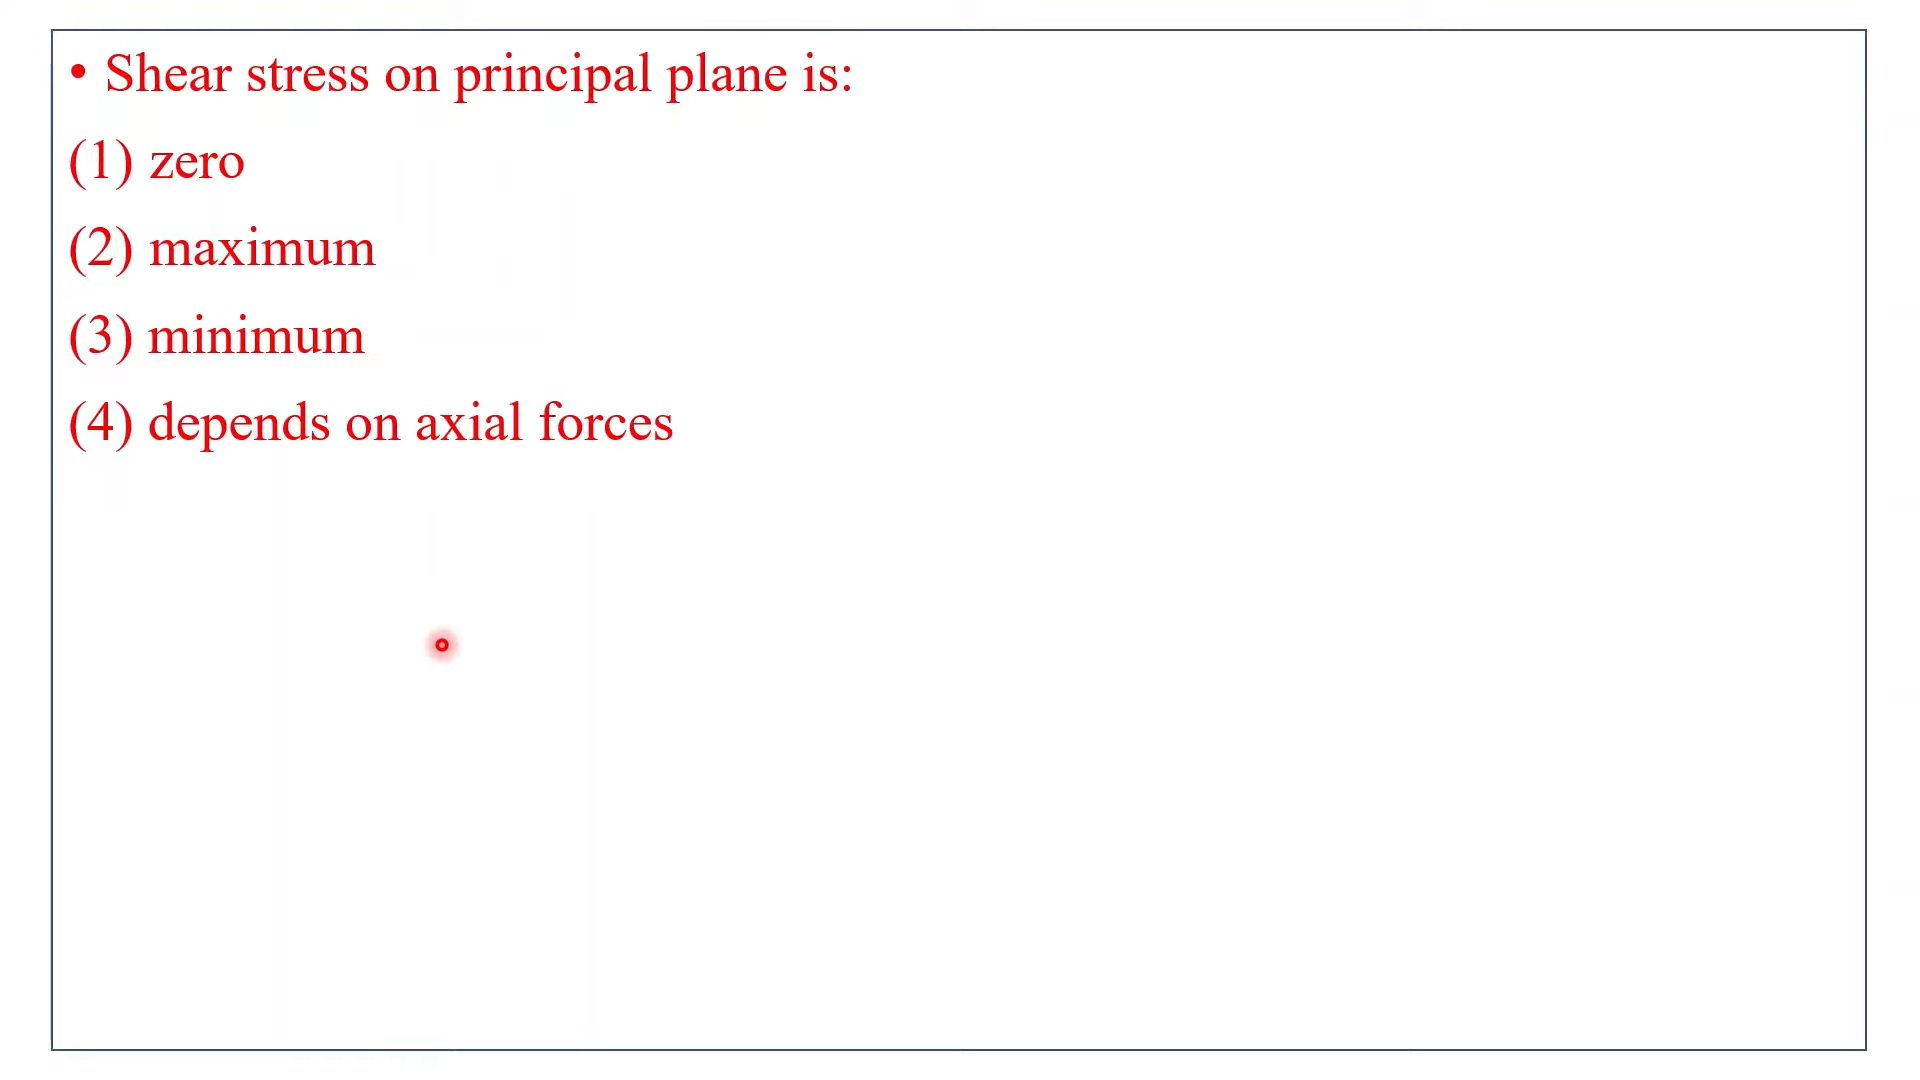 • Shear stress on principal plane is:
(1) zero
(2) maximum
(3) minimum
(4) depends on axial forces